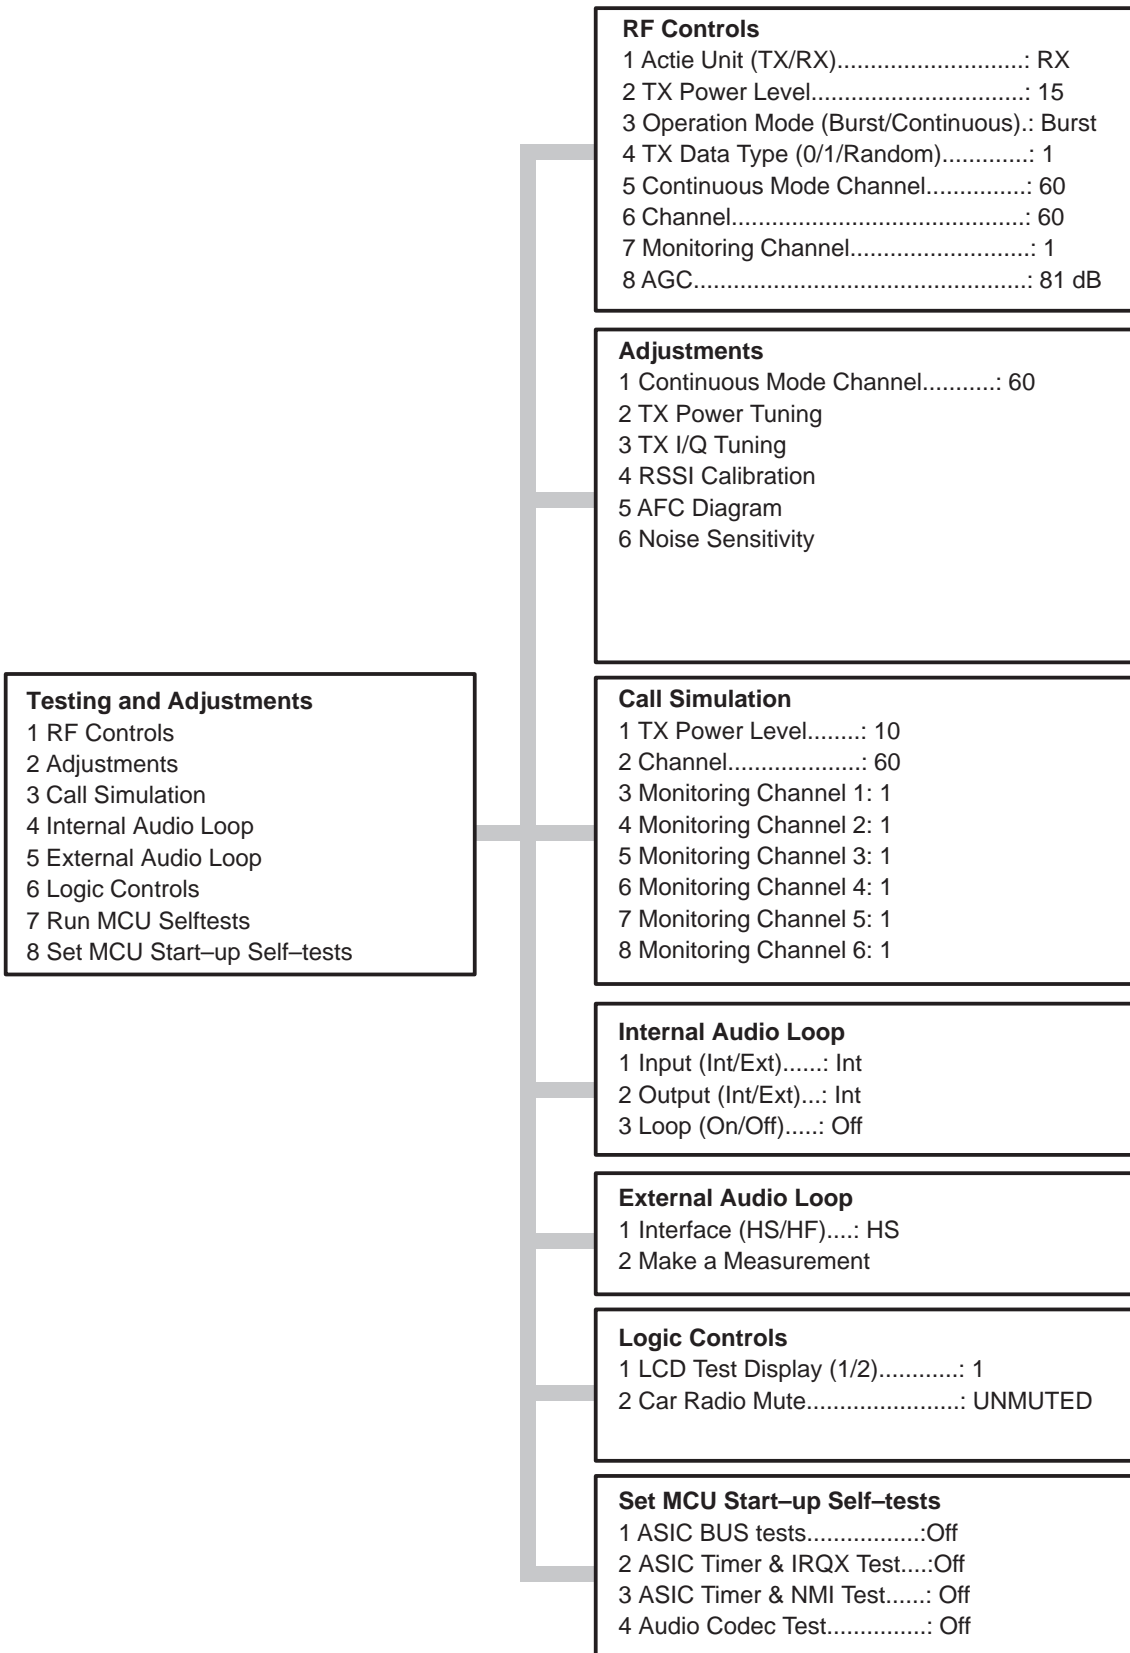 RF Controls
1 Actie Unit (TX/RX)............................: RX
2 TX Power Level................................: 15
3 Operation Mode (Burst/Continuous).: Burst
4 TX Data Type (0/1/Random).............: 1
5 Continuous Mode Channel...............: 60
6 Channel............................................: 60
7 Monitoring Channel...........................: 1
8 AGC..................................................: 81 dB
Adjustments
1 Continuous Mode Channel...........: 60
2 TX Power Tuning
3 TX I/Q Tuning
4 RSSI Calibration
5 AFC Diagram
6 Noise Sensitivity
Testing and Adjustments
1 RF Controls
2 Adjustments
3 Call Simulation
4 Internal Audio Loop
5 External Audio Loop
6 Logic Controls
7 Run MCU Selftests
8 Set MCU Start–up Self–tests
Call Simulation
1 TX Power Level........: 10
2 Channel....................: 60
3 Monitoring Channel 1: 1
4 Monitoring Channel 2: 1
5 Monitoring Channel 3: 1
6 Monitoring Channel 4: 1
7 Monitoring Channel 5: 1
8 Monitoring Channel 6: 1
Internal Audio Loop
1 Input (Int/Ext)......: Int
2 Output (Int/Ext)...: Int
3 Loop (On/Off).....: Off
External Audio Loop
1 Interface (HS/HF)....: HS
2 Make a Measurement
Logic Controls
1 LCD Test Display (1/2)............: 1
2 Car Radio Mute.......................: UNMUTED
Set MCU Start–up Self–tests
1 ASIC BUS tests.................:Off
2 ASIC Timer & IRQX Test....:Off
3 ASIC Timer & NMI Test......: Off
4 Audio Codec Test...............: Off